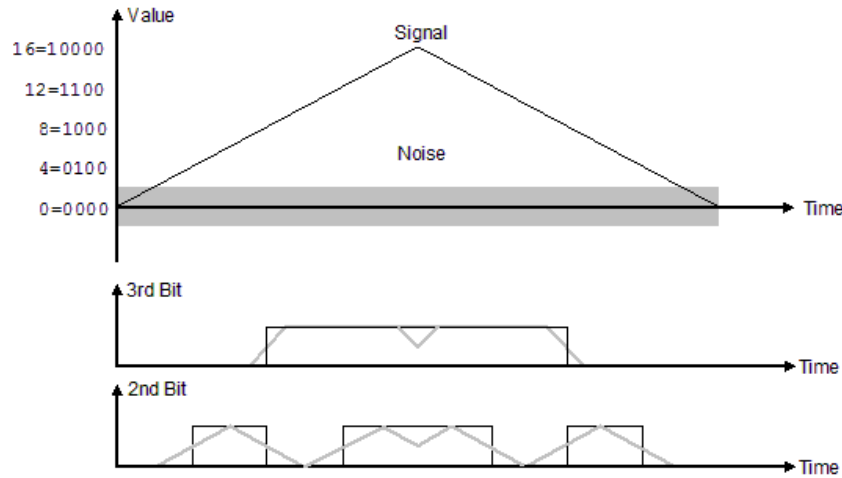 Value
Signal
16=10000
12=1100
8=1000
Noise
4=0100
0=0000
Time
3rd Bit
Time
2nd Bit
Time